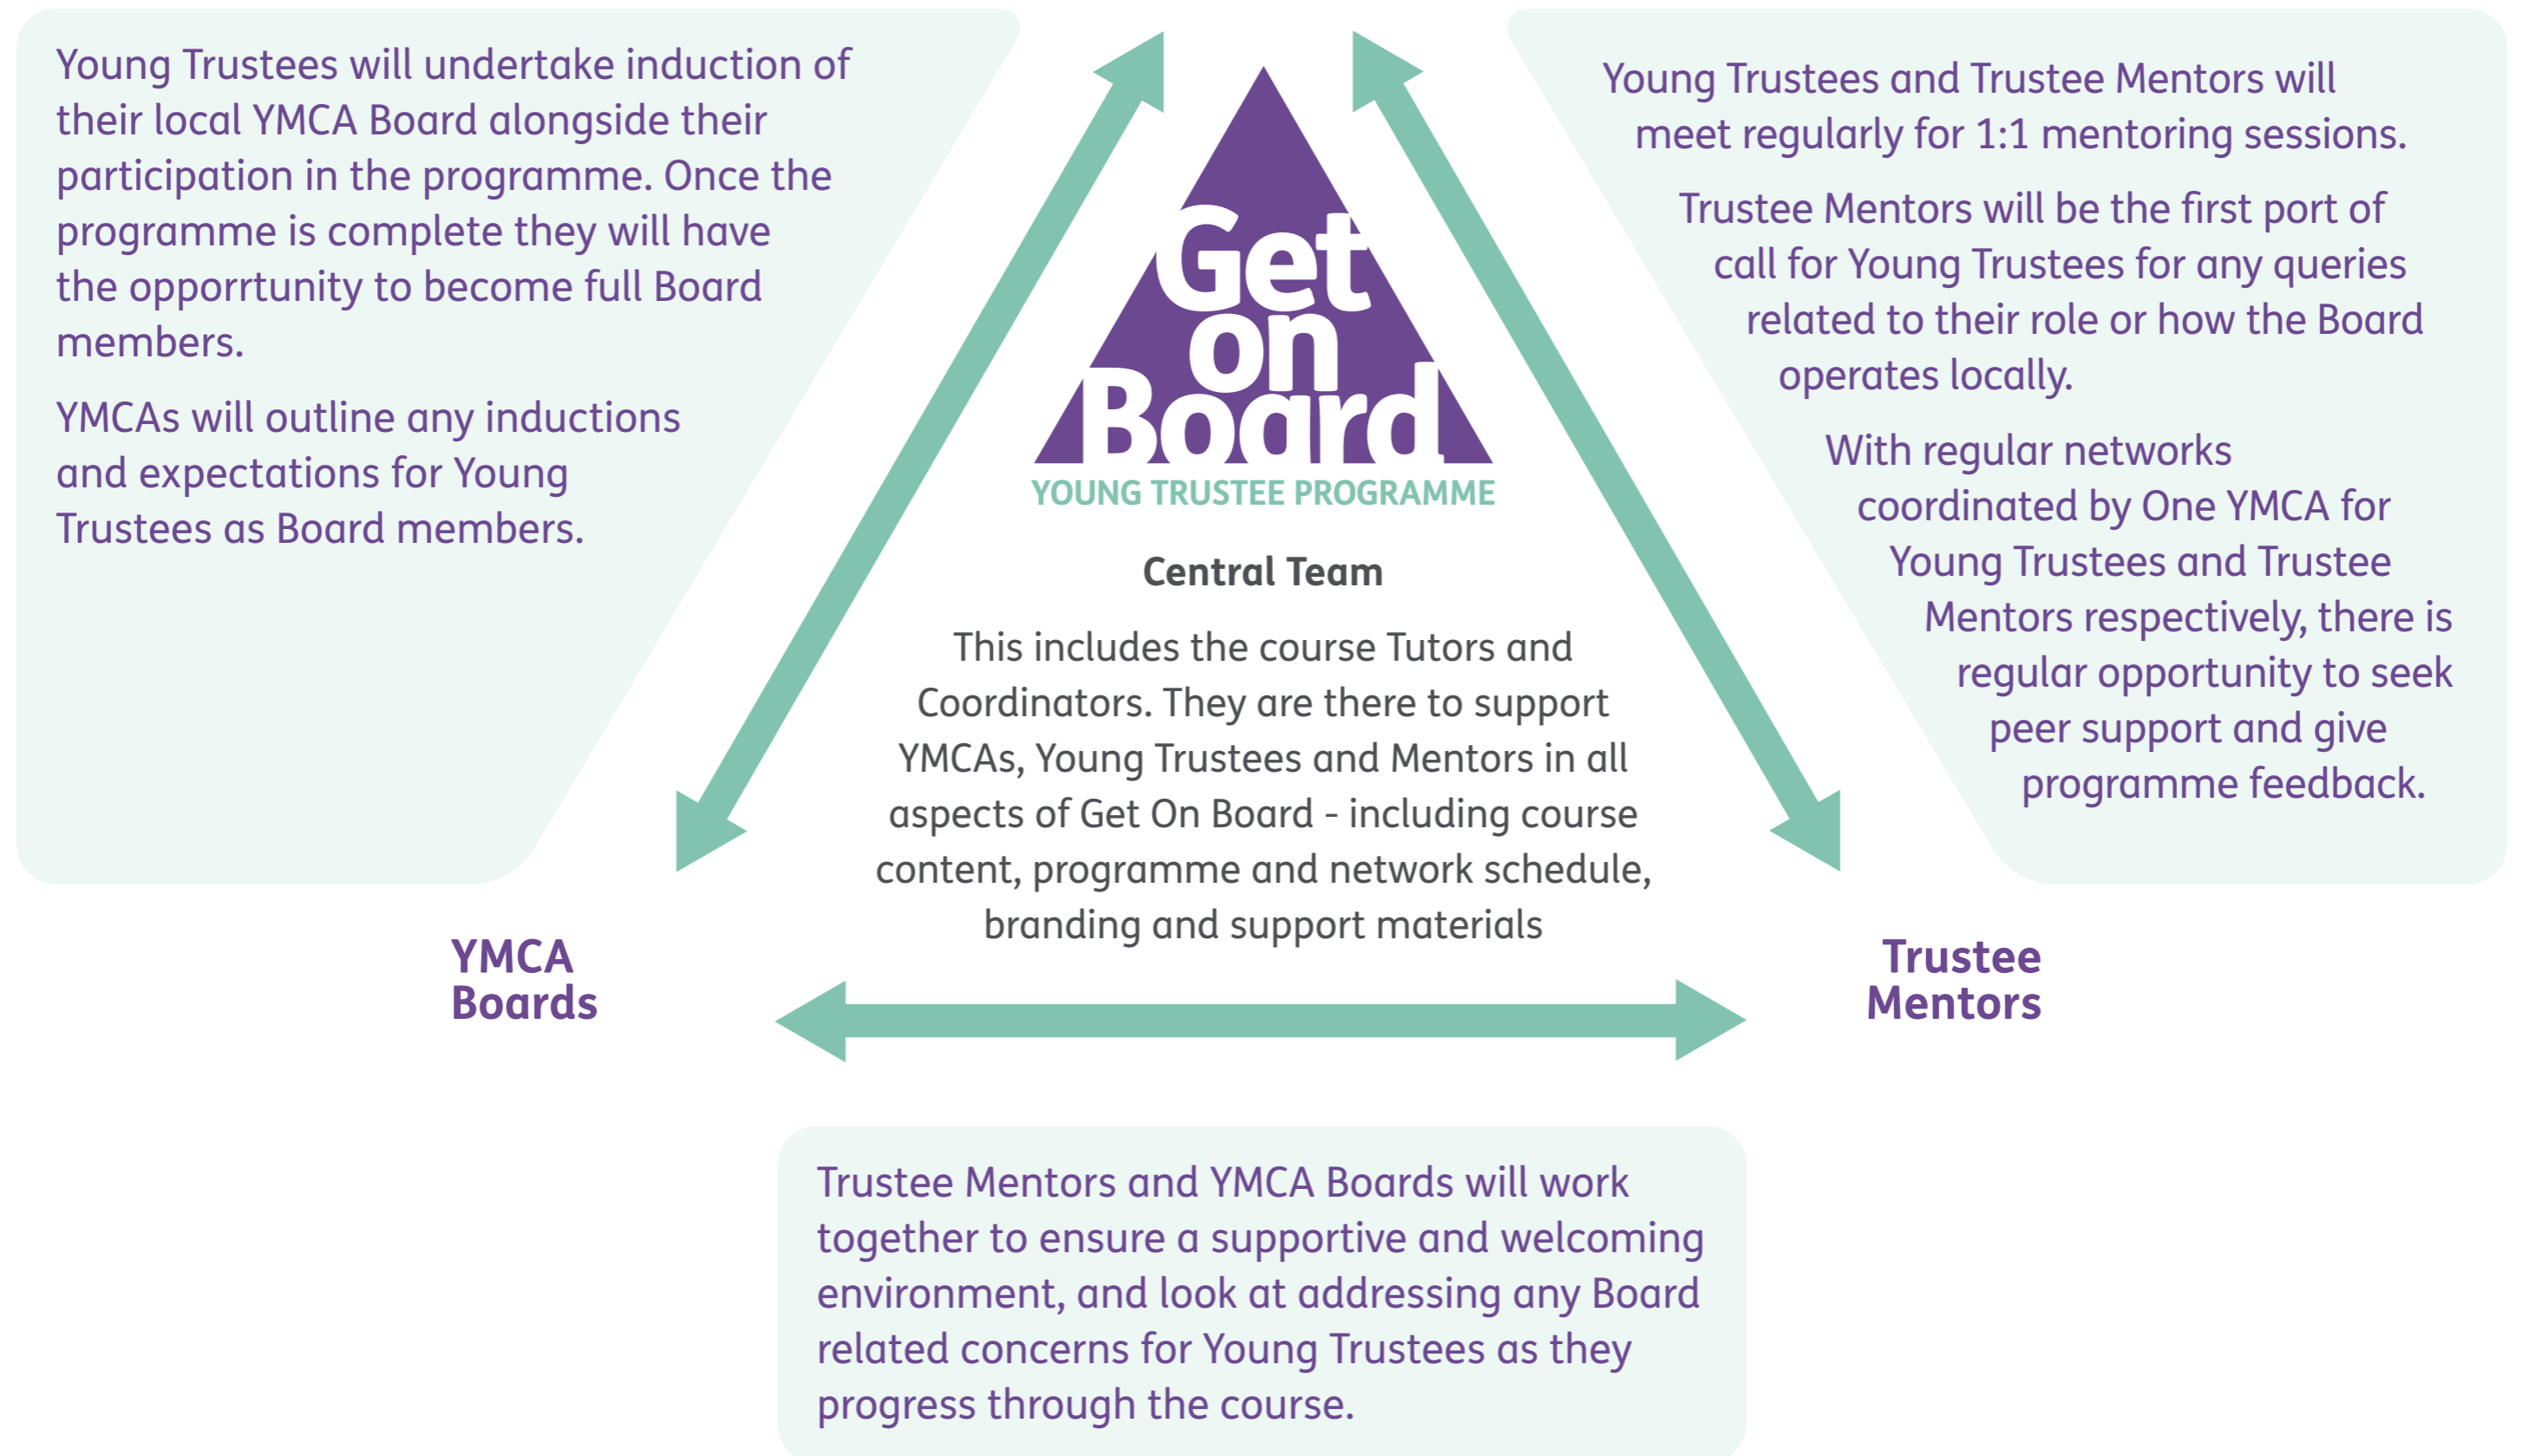 Young Trustees will undertake induction of
their local YMCA Board alongside their
participation in the programme. Once the
programme is complete they will have
the opporrtunity to become full Board
members.
YMCAs will outline any inductions
and expectations for Young
Trustees as Board members.
Get
on
Board
YOUNG TRUSTEE PROGRAMME
Central Team
This includes the course Tutors and
Coordinators. They are there to support
YMCAs, Young Trustees and Mentors in all
aspects of Get On Board - including course
content, programme and network schedule,
branding and support materials
Young Trustees and Trustee Mentors will
meet regularly for 1:1 mentoring sessions.
Trustee Mentors will be the first port of
call for Young Trustees for any queries
related to their role or how the Board
operates locally.
With regular networks
coordinated by One YMCA for
Young Trustees and Trustee
Mentors respectively, there is
regular opportunity to seek
peer support and give
programme feedback.
YMCA
Boards
Trustee
Mentors
Trustee Mentors and YMCA Boards will work
together to ensure a supportive and welcoming
environment, and look at addressing any Board
related concerns for Young Trustees as they
progress through the course.